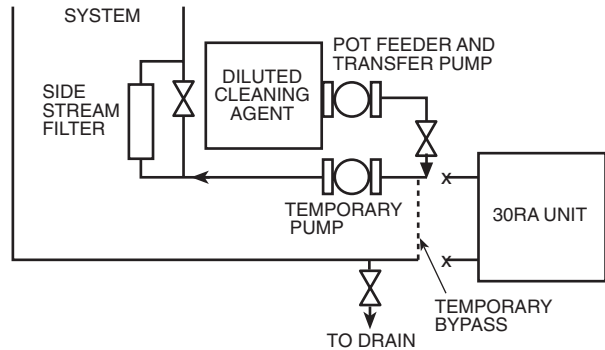 SYSTEM
POT FEEDER AND
TRANSFER PUMP
DILUTED
CLEANING
AGENT
SIDE
STREAM
FILTER
TEMPORARY
PUMP
x
30RA UNIT
x
TEMPORARY
BYPASS
TO DRAIN